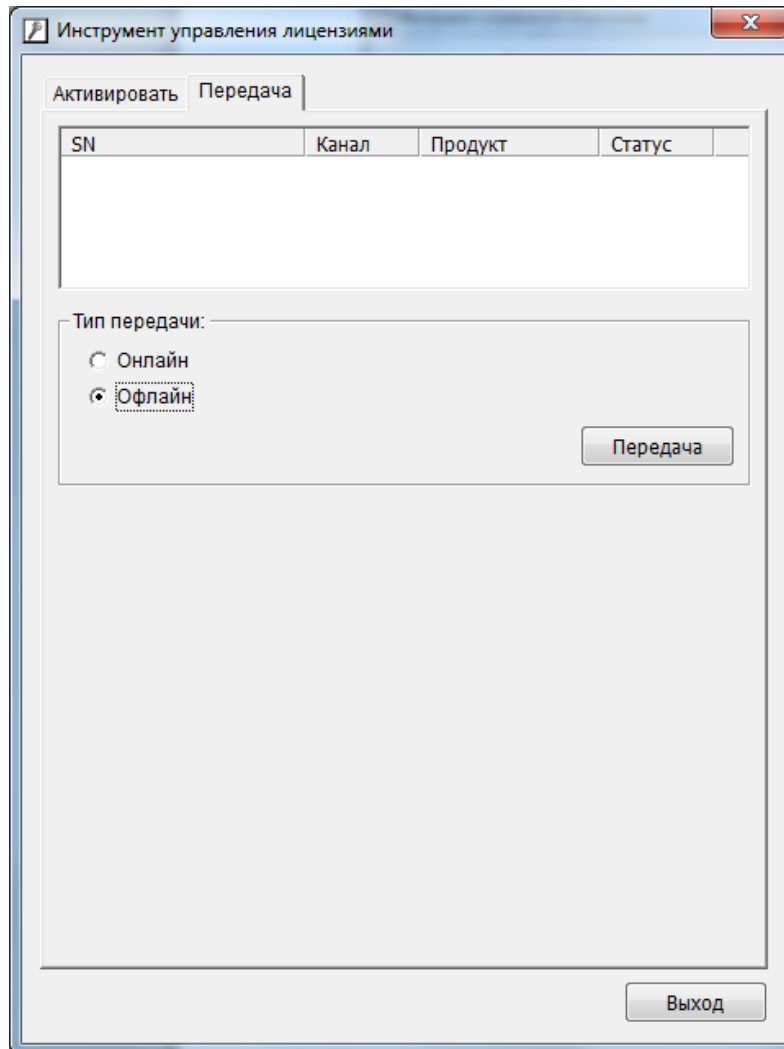 Инструмент управления лицензиями
Активировать Передача
SN Канал Продукт Статус
Тип передачи:
Онлайн
Офлайн
Передача
Выход